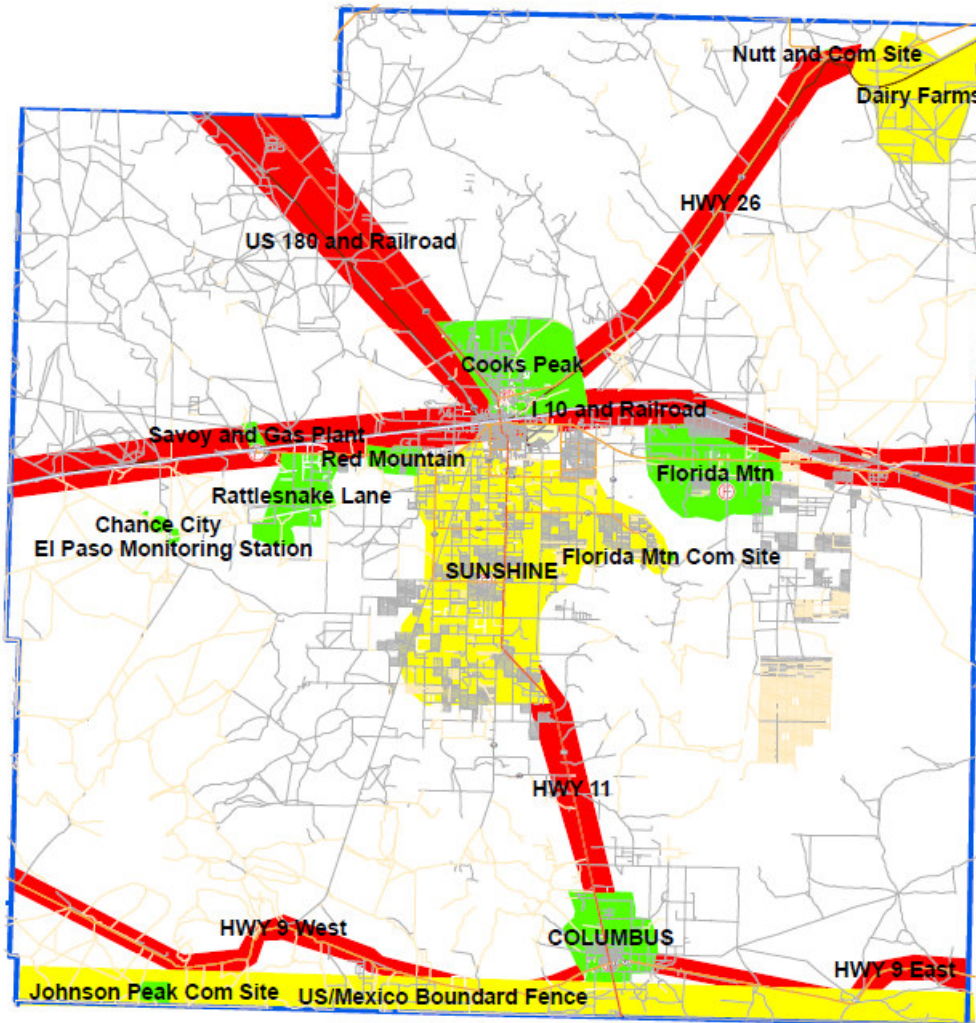 Nutt and Com Site
Dairy Farms
HWY 26
US 180 and Railroad
Cooks Peak
I 10 and Railroad
Savoy and Gas Plant
Red Mountain
Florida Mtn
Rattlesnake Lane
Chance City
El Paso Monitoring Station
Florida Mtn Com Site
SUNSHINE
HWY 11
HWY 9 West
COLUMBUS
HWY 9 East
Johnson Peak Com Site
US/Mexico Boundard Fence